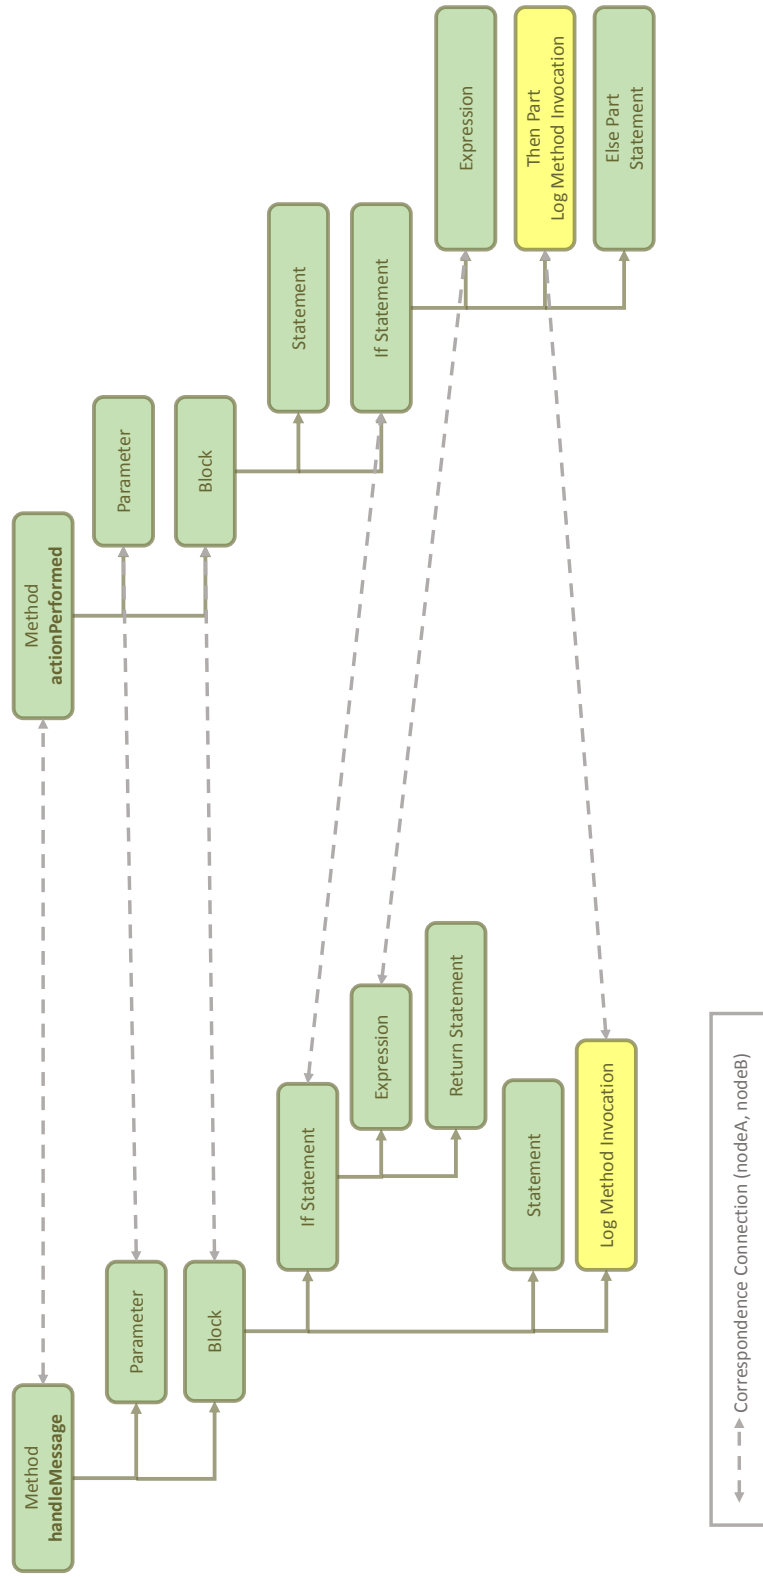 Method
handleMessage
Parameter
Block
If Statement
Expression
Return Statement
Statement
Log Method Invocation
Method
actionPerformed
Parameter
Block
Statement
If Statement
Expression
Then Part
Log Method Invocation
Else Part
Statement
Correspondence Connection (nodeA, nodeB)